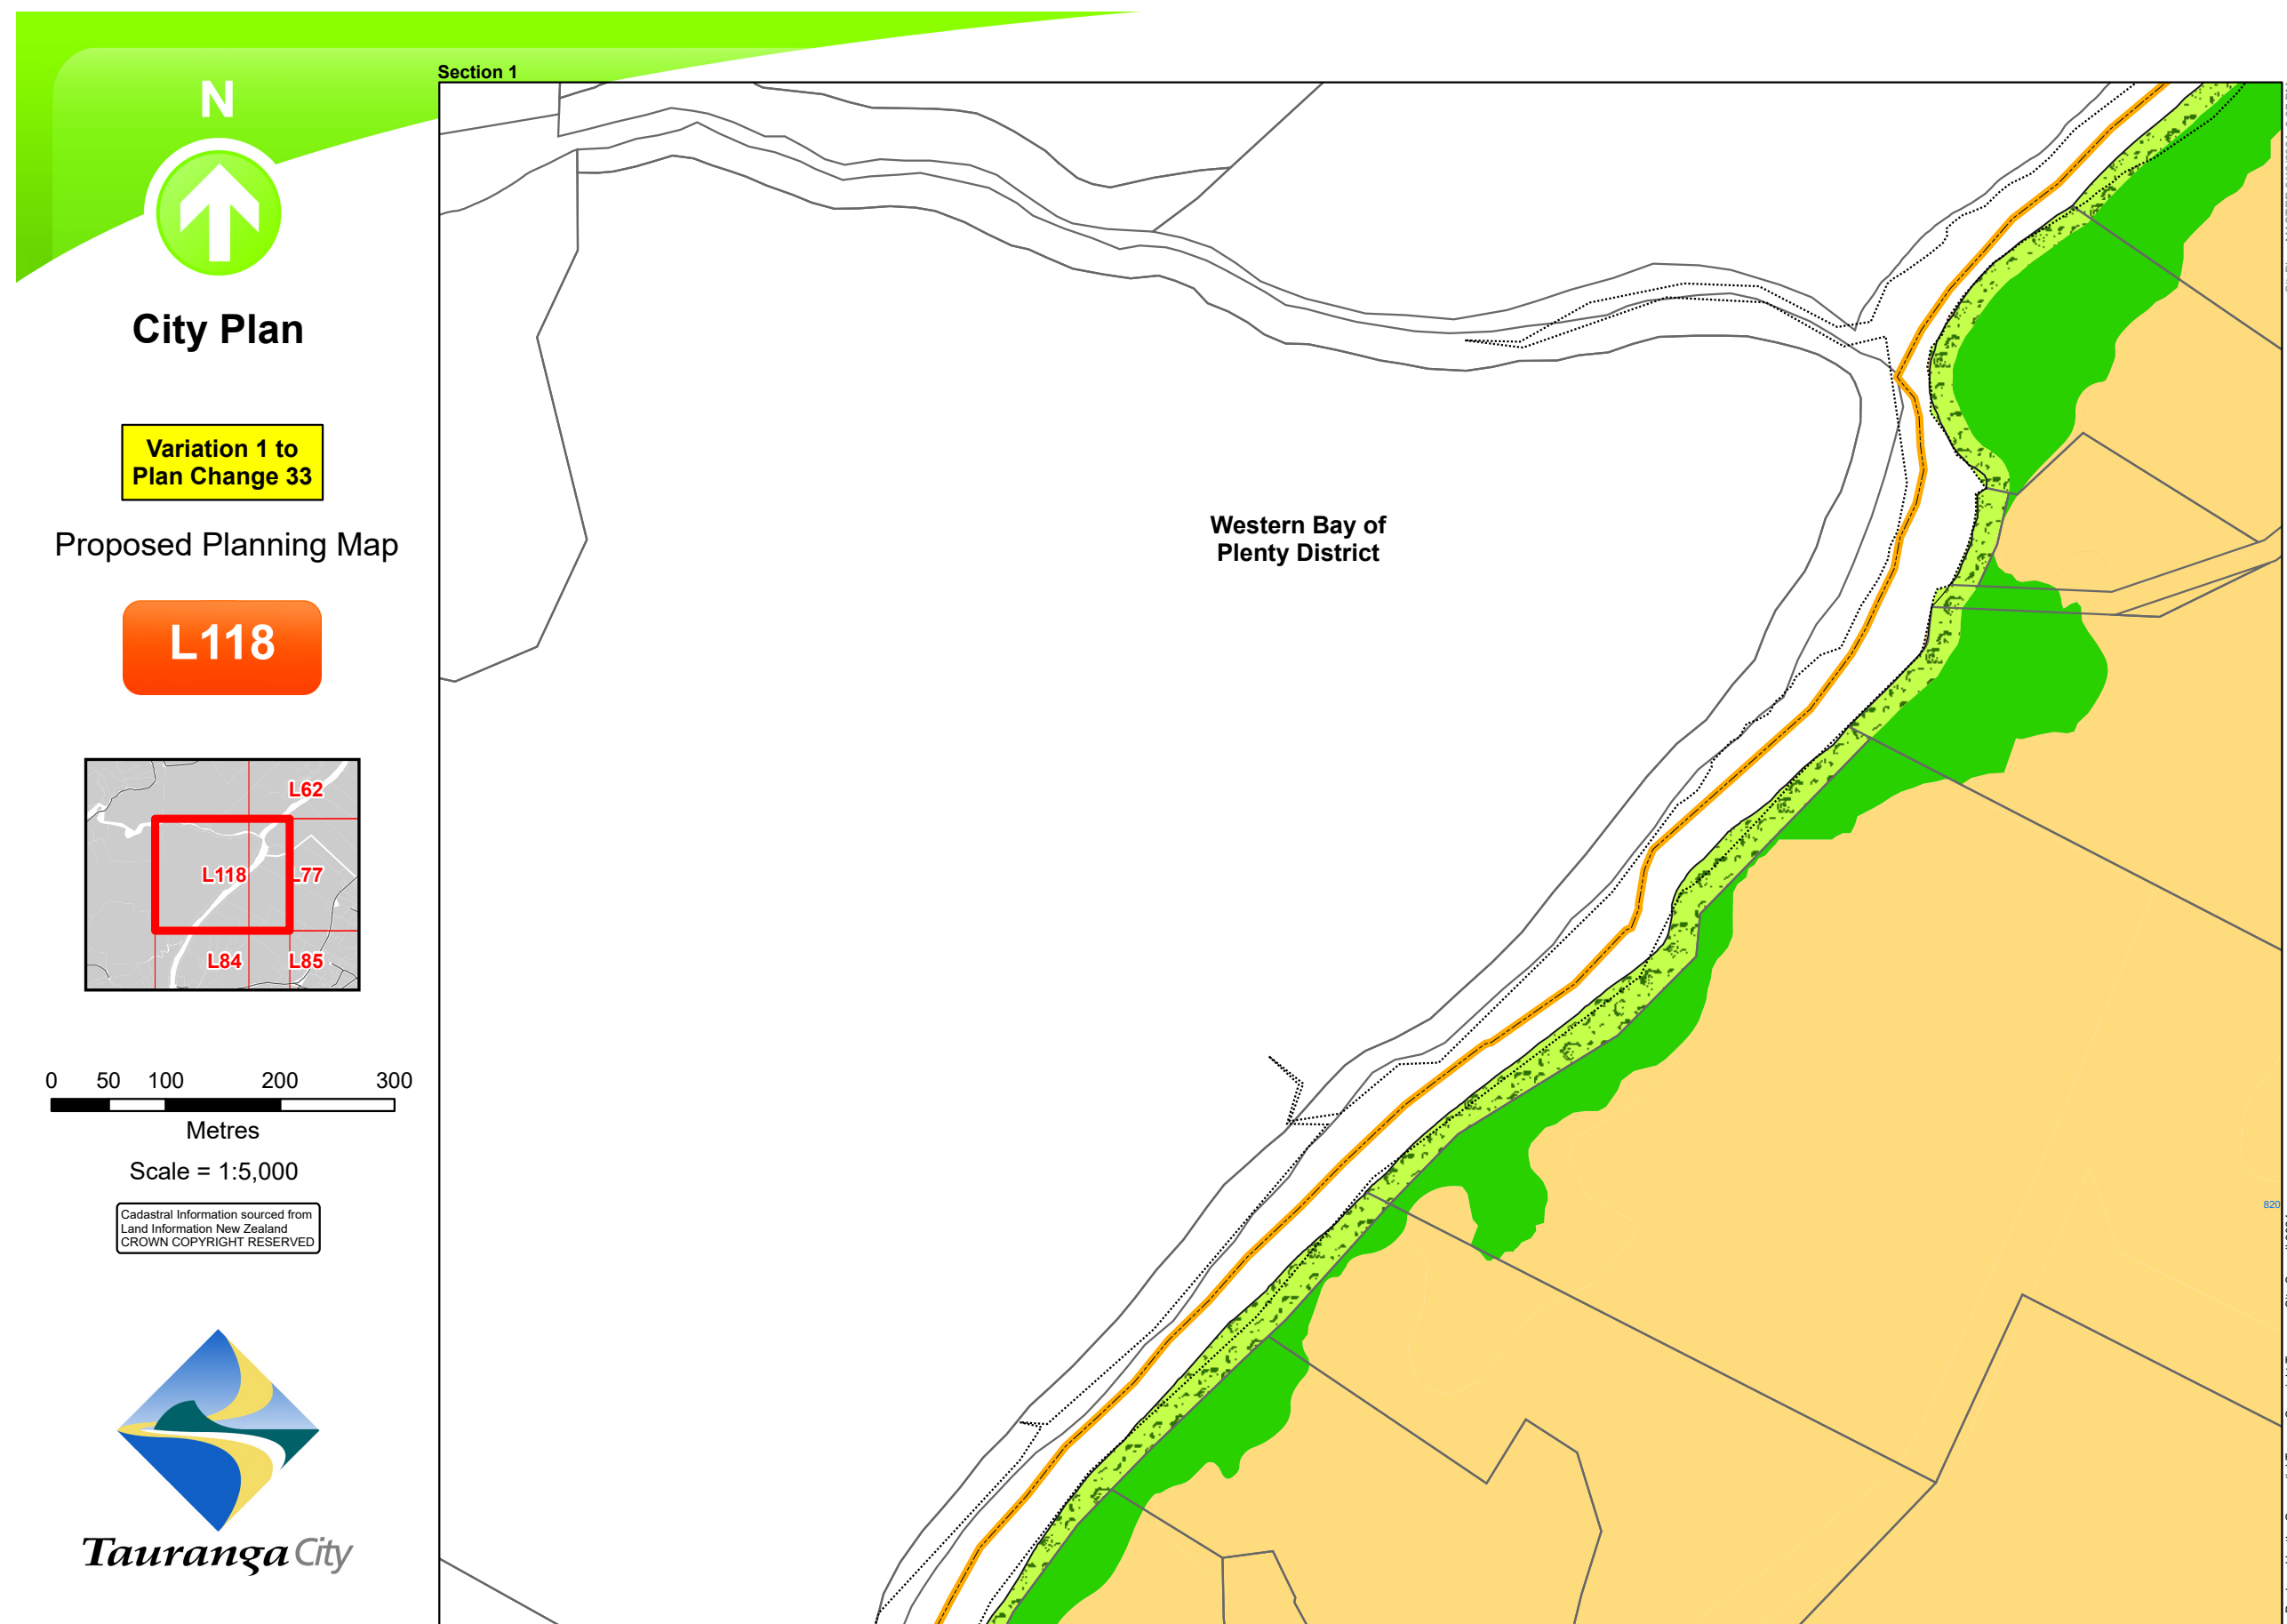 Section 1
N
City Plan
Variation 1 to
Plan Change 33
Proposed Planning Map
L118
L62
L118
L77
L84
L85
0 50 100 200 300
Metres
Scale = 1:5,000
Cadastral Information sourced from
Land Information New Zealand
CROWN COPYRIGHT RESERVED
Tauranga City
Western Bay of
Plenty District
820